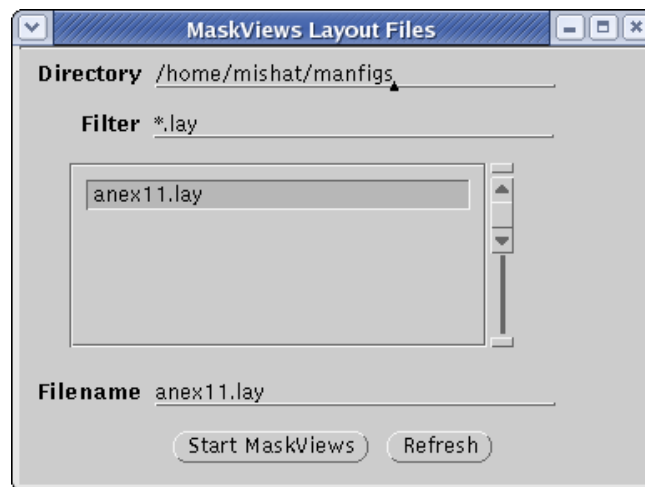 MaskViews Layout Files
Directory /home/mishat/manfigs
Filter *.lay
anex11.lay
Filename anex11.lay
Start MaskViews Refresh